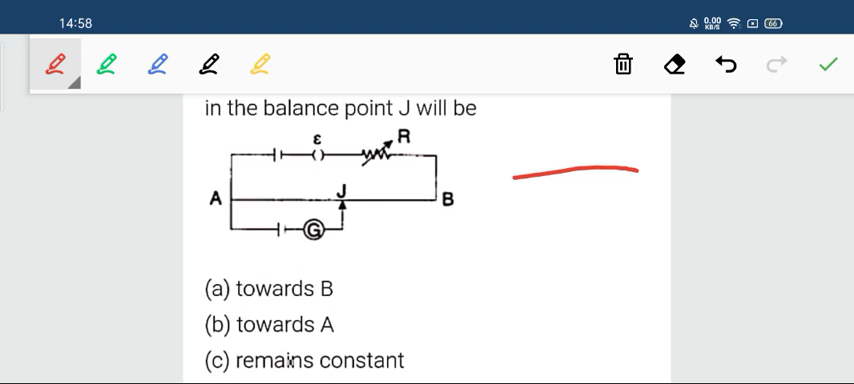 14:58
0.00
KB/S
66
in the balance point J will be
ε
R
A
J
B
G
(a) towards B
(b) towards A
(c) remains constant